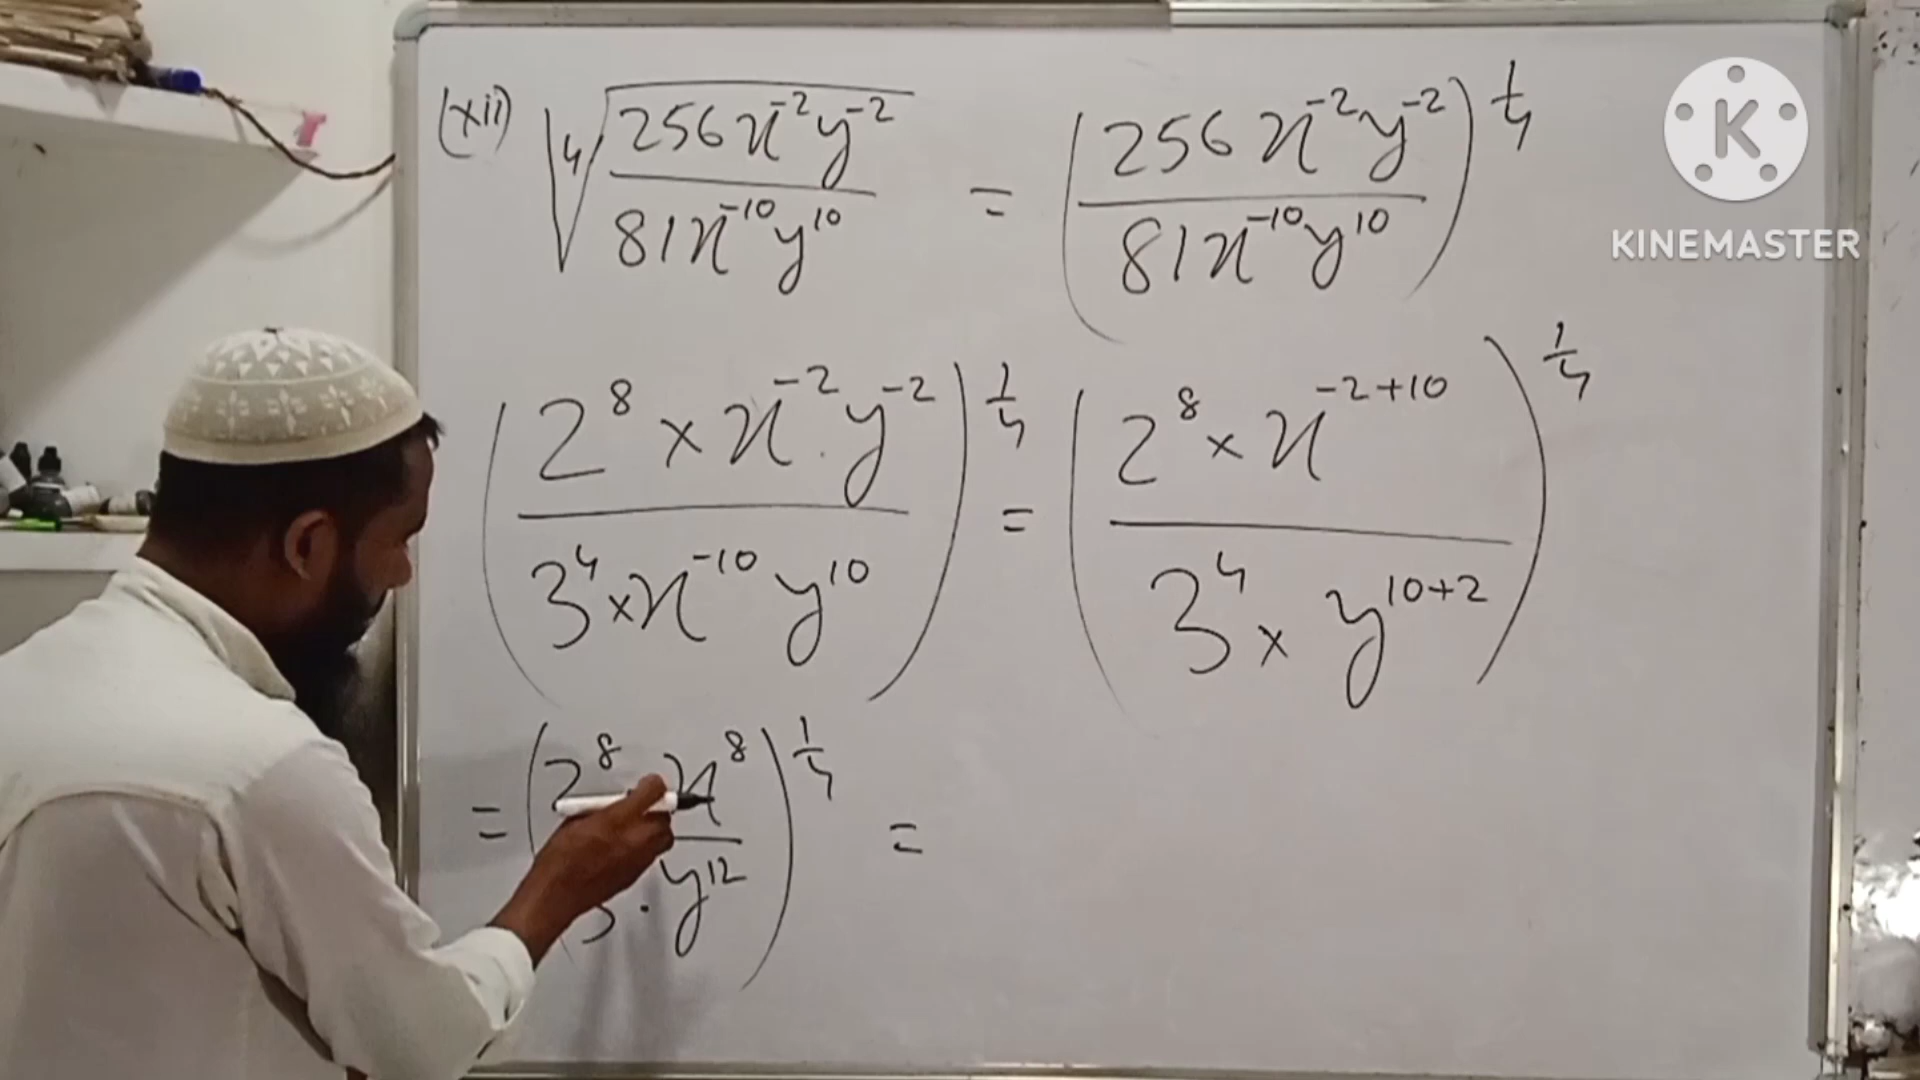 (xii) ∜(256x⁻²y⁻² / 81x⁻¹⁰y¹⁰) = (256x⁻²y⁻² / 81x⁻¹⁰y¹⁰)^(1/4)
(2⁸ × x⁻² . y⁻² / 3⁴ × x⁻¹⁰ y¹⁰)^(1/4) = (2⁸ × x⁻²⁺¹⁰ / 3⁴ × y¹⁰⁺²)^(1/4)
= (2⁸ x⁸ / 3 . y¹²)^(1/4) =
K
KINEMASTER